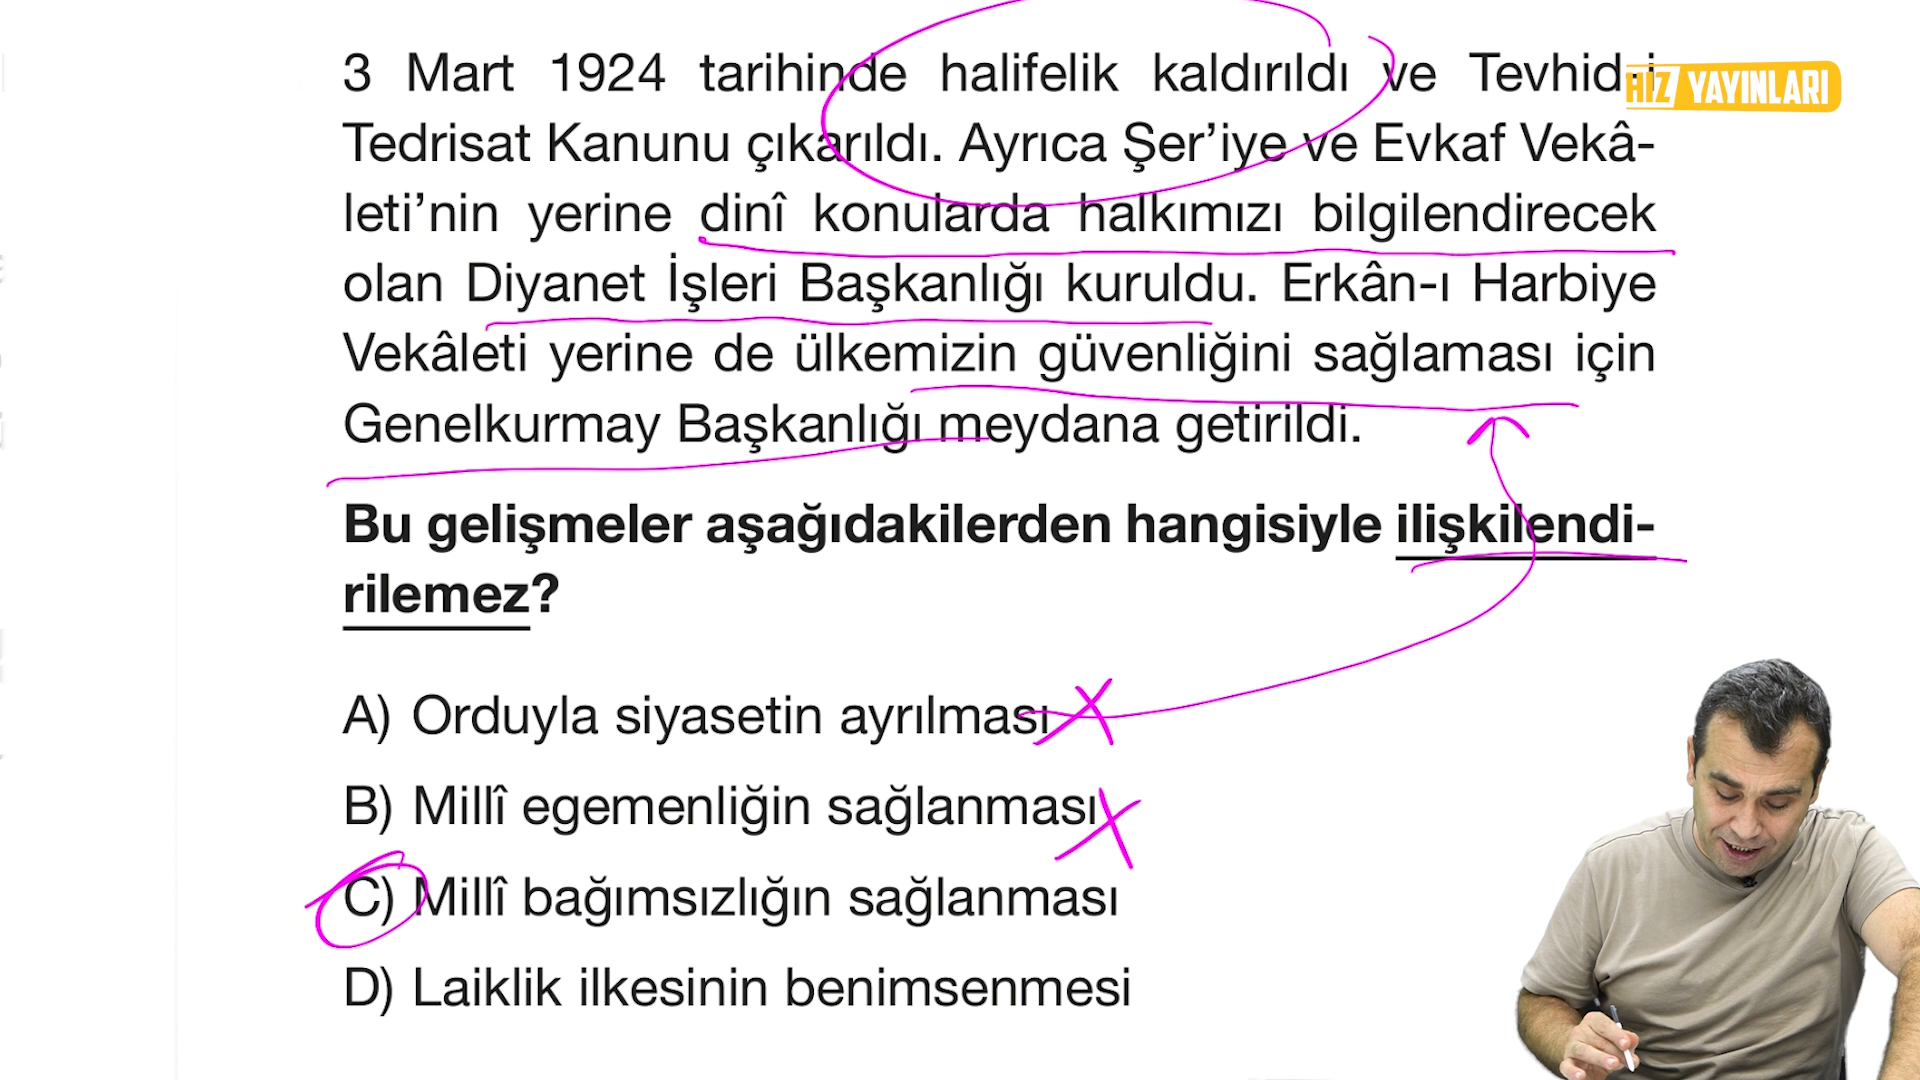 3 Mart 1924 tarihinde halifelik kaldırıldı ve Tevhid-i
HIZ YAYINLARI
Tedrisat Kanunu çıkarıldı. Ayrıca Şer’iye ve Evkaf Vekâ-
leti’nin yerine dinî konularda halkımızı bilgilendirecek
olan Diyanet İşleri Başkanlığı kuruldu. Erkân-ı Harbiye
Vekâleti yerine de ülkemizin güvenliğini sağlaması için
Genelkurmay Başkanlığı meydana getirildi.
Bu gelişmeler aşağıdakilerden hangisiyle ilişkilendi-
rilemez?
A) Orduyla siyasetin ayrılması
B) Millî egemenliğin sağlanması
C) Millî bağımsızlığın sağlanması
D) Laiklik ilkesinin benimsenmesi